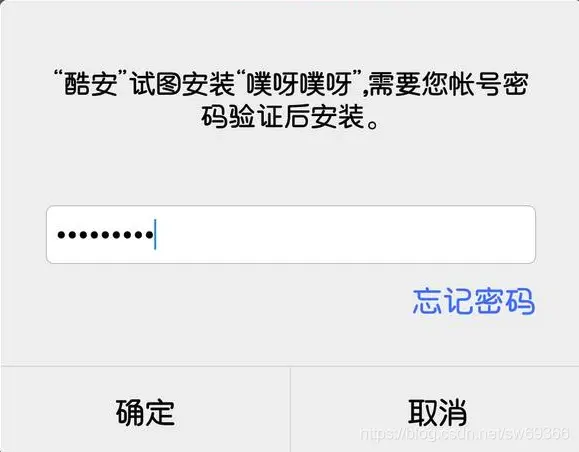 “酷安”试图安装“噗呀噗呀”,需要您帐号密
码验证后安装。
•••••••••
忘记密码
确定
取消
https://blog.csdn.net/sw69366